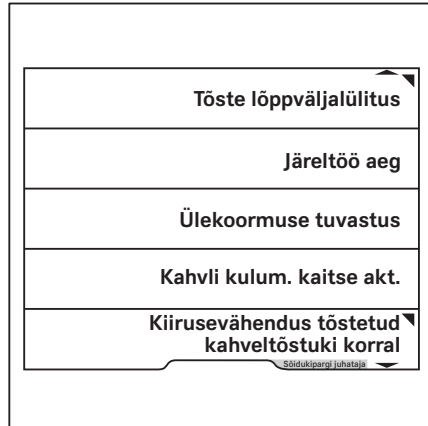 Tõste lõppväljalülitus
Järeltöö aeg
Ülekoormuse tuvastus
Kahvli kulum. kaitse akt.
Kiirusevähendus tõstetud
kahveltõstuki korral
Sõidukipargi juhataja